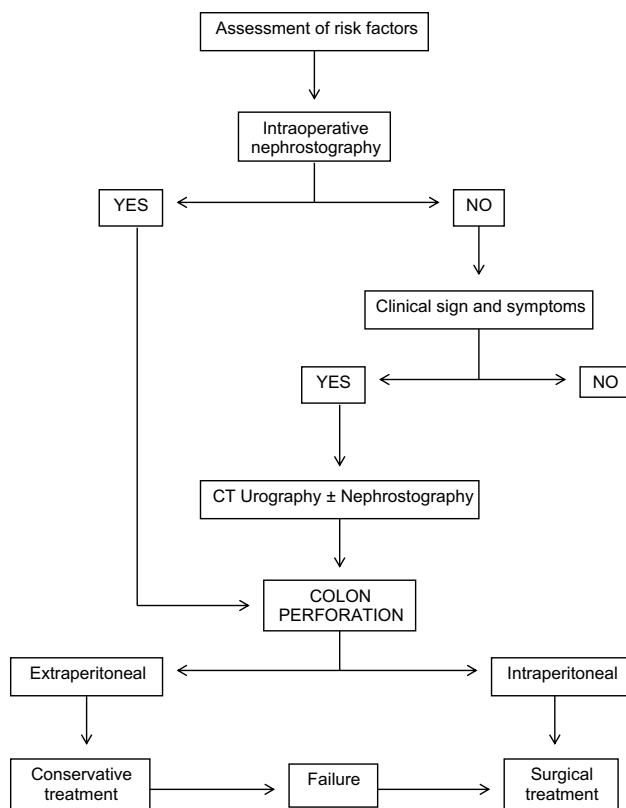 Assessment of risk factors
Intraoperative
nephrostography
YES
NO
Clinical sign and symptoms
YES
NO
CT Urography ± Nephrostography
COLON
PERFORATION
Extraperitoneal
Intraperitoneal
Conservative
treatment
Failure
Surgical
treatment